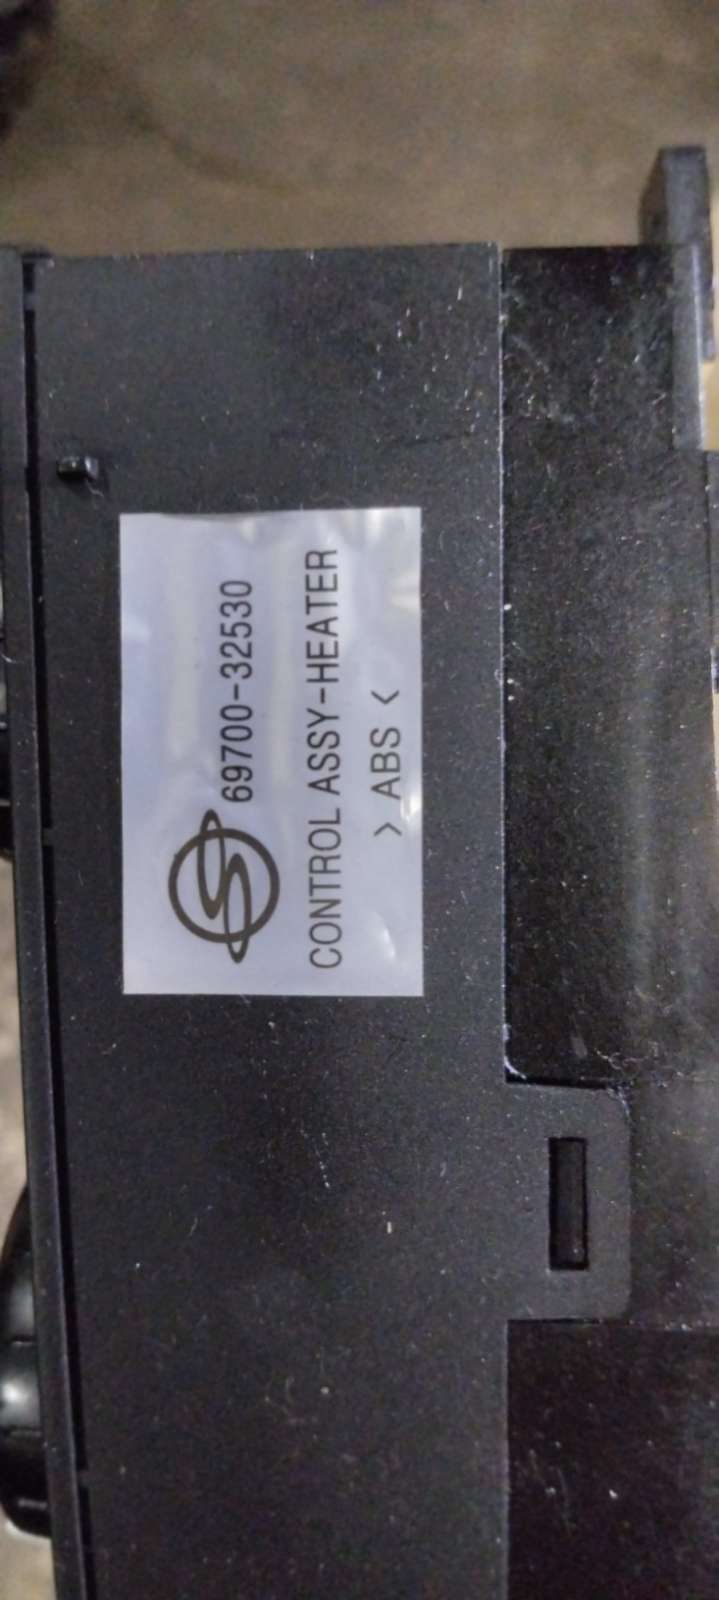 69700-32530
CONTROL ASSY-HEATER
> ABS <